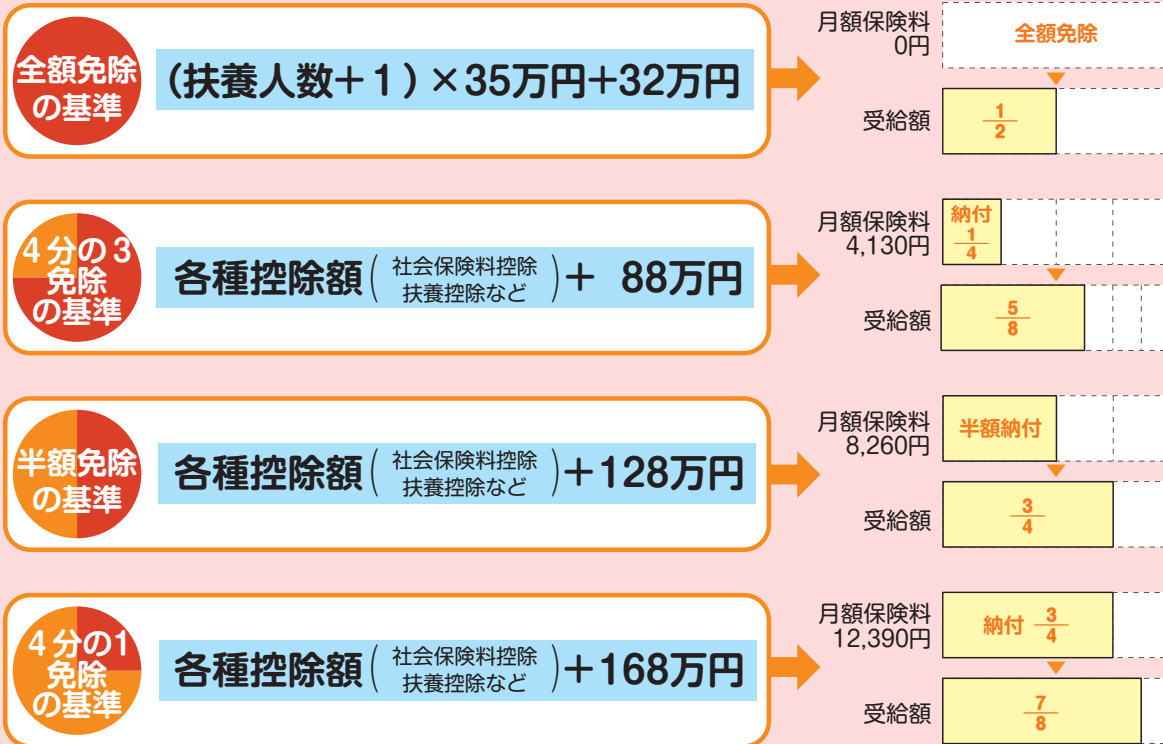 全額免除
の基準
(扶養人数＋1)×35万円＋32万円
月額保険料
0円
全額免除
受給額
1/2
4分の3
免除
の基準
各種控除額(社会保険料控除
扶養控除など)＋ 88万円
月額保険料
4,130円
納付
1/4
受給額
5/8
半額免除
の基準
各種控除額(社会保険料控除
扶養控除など)＋128万円
月額保険料
8,260円
半額納付
受給額
3/4
4分の1
免除
の基準
各種控除額(社会保険料控除
扶養控除など)＋168万円
月額保険料
12,390円
納付 3/4
受給額
7/8